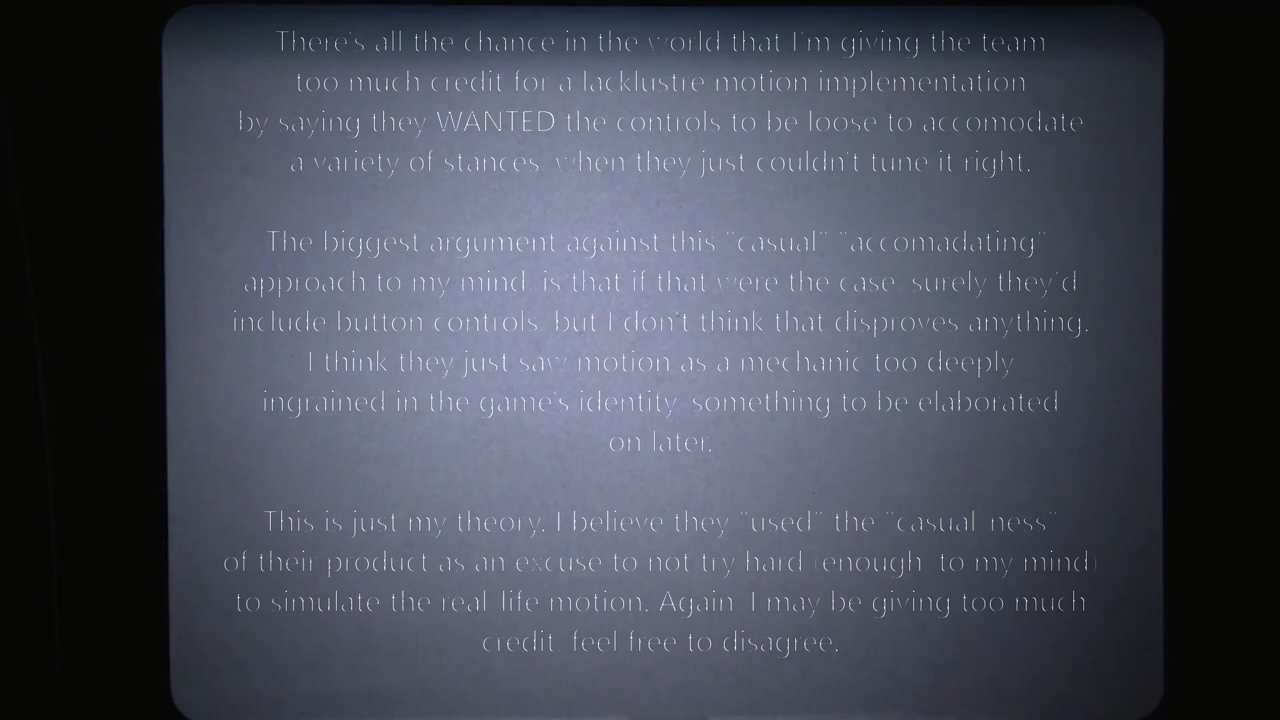 There's all the chance in the world that I'm giving the team
too much credit for a lacklustre motion implementation
by saying they WANTED the controls to be loose to accomodate
a variety of stances, when they just couldn't tune it right.
The biggest argument against this "casual" "accomadating"
approach to my mind, is that if that were the case, surely they'd
include button controls, but I don't think that disproves anything.
I think they just saw motion as a mechanic too deeply
ingrained in the game's identity, something to be elaborated
on later.
This is just my theory, I believe they "used" the "casual-ness"
of their product as an excuse to not try hard (enough, to my mind)
to simulate the real-life motion. Again, I may be giving too much
credit, feel free to disagree.